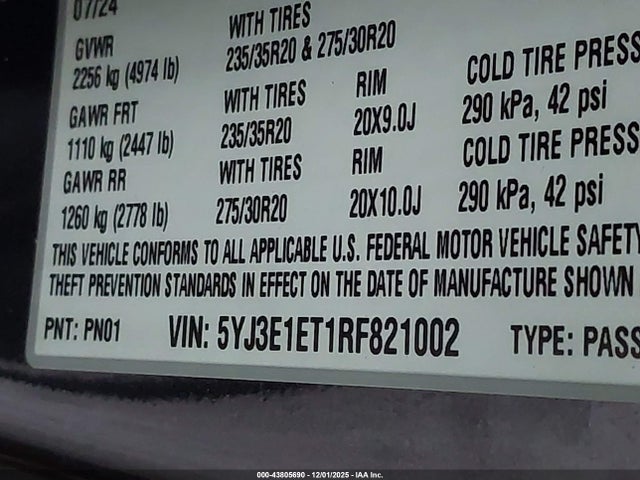 07/24
WITH TIRES
GVWR
235/35R20 & 275/30R20
2256 kg (4974 lb)
COLD TIRE PRESS
GAWR FRT
WITH TIRES
RIM
290 kPa, 42 psi
1110 kg (2447 lb)
235/35R20
20X9.0J
COLD TIRE PRESS
GAWR RR
WITH TIRES
RIM
290 kPa, 42 psi
1260 kg (2778 lb)
275/30R20
20X10.0J
THIS VEHICLE CONFORMS TO ALL APPLICABLE U.S. FEDERAL MOTOR VEHICLE SAFETY
THEFT PREVENTION STANDARDS IN EFFECT ON THE DATE OF MANUFACTURE SHOWN
PNT: PN01 VIN: 5YJ3E1ET1RF821002 TYPE: PASS
000-43805690 - 12/01/2025 - IAA Inc.